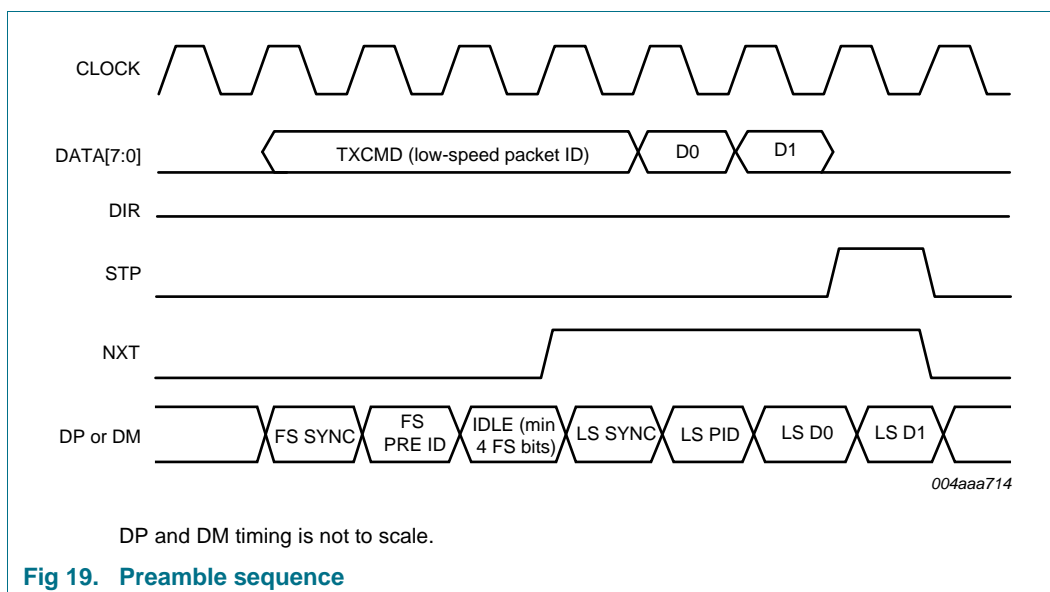 CLOCK
DATA[7:0]
TXCMD (low-speed packet ID)
D0
D1
DIR
STP
NXT
DP or DM
FS SYNC
FS
PRE ID
IDLE (min
4 FS bits)
LS SYNC
LS PID
LS D0
LS D1
004aaa714
DP and DM timing is not to scale.
Fig 19. Preamble sequence